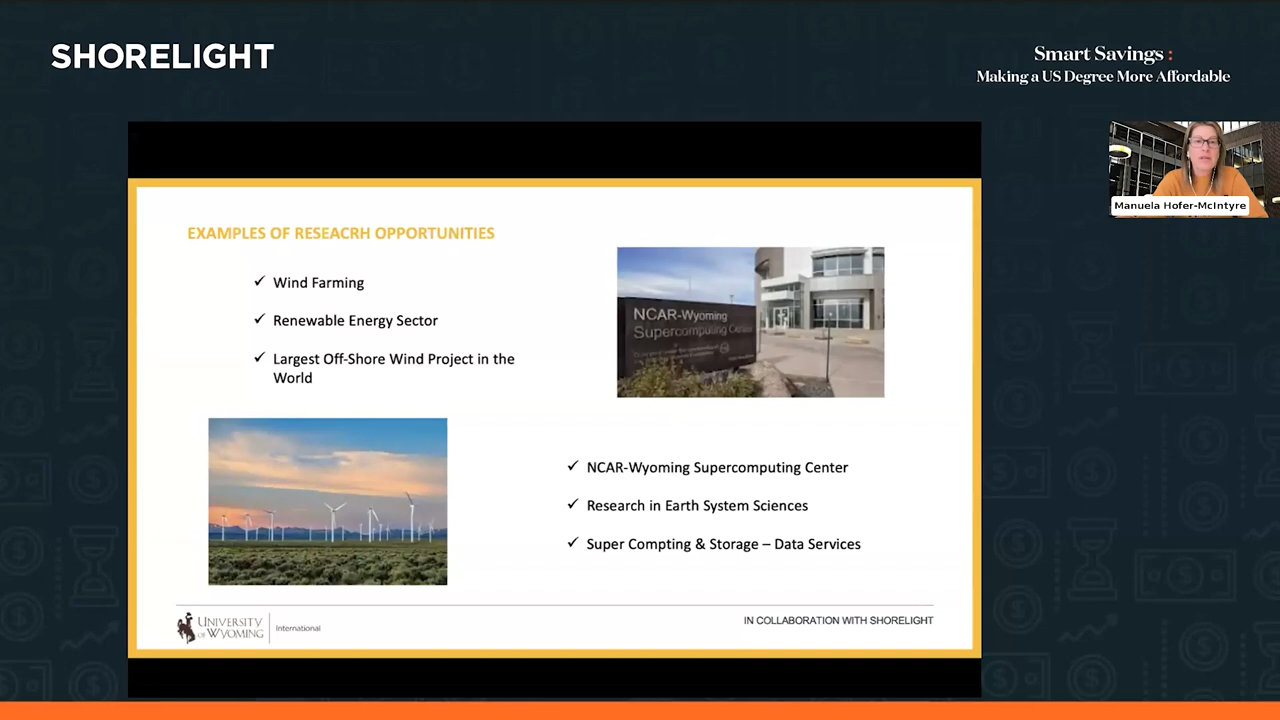 SHORELIGHT
Smart Savings :
Making a US Degree More Affordable
Manuela Hofer-McIntyre
EXAMPLES OF RESEACRH OPPORTUNITIES
✓ Wind Farming
✓ Renewable Energy Sector
✓ Largest Off-Shore Wind Project in the
World
NCAR-Wyoming
Supercomputing Center
✓ NCAR-Wyoming Supercomputing Center
✓ Research in Earth System Sciences
✓ Super Compting & Storage – Data Services
UNIVERSITY
OF WYOMING
International
IN COLLABORATION WITH SHORELIGHT